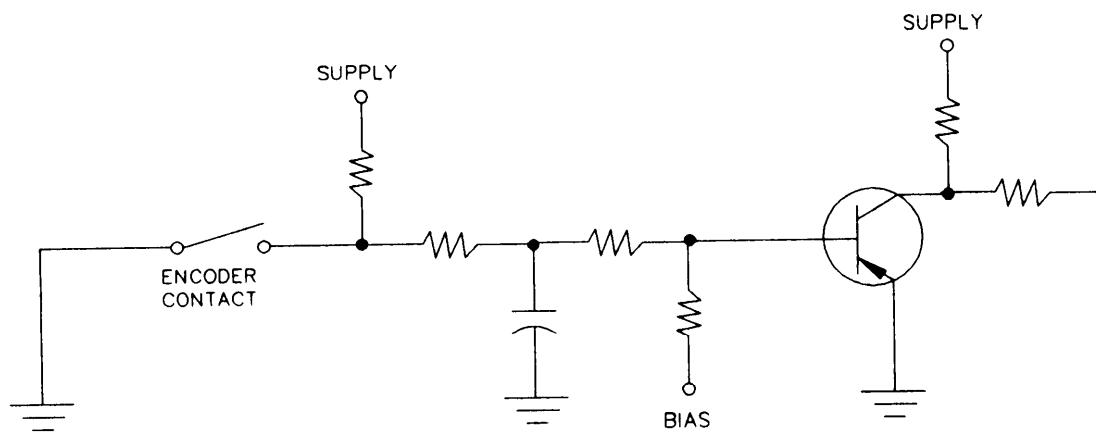 SUPPLY
SUPPLY
ENCODER
CONTACT
BIAS